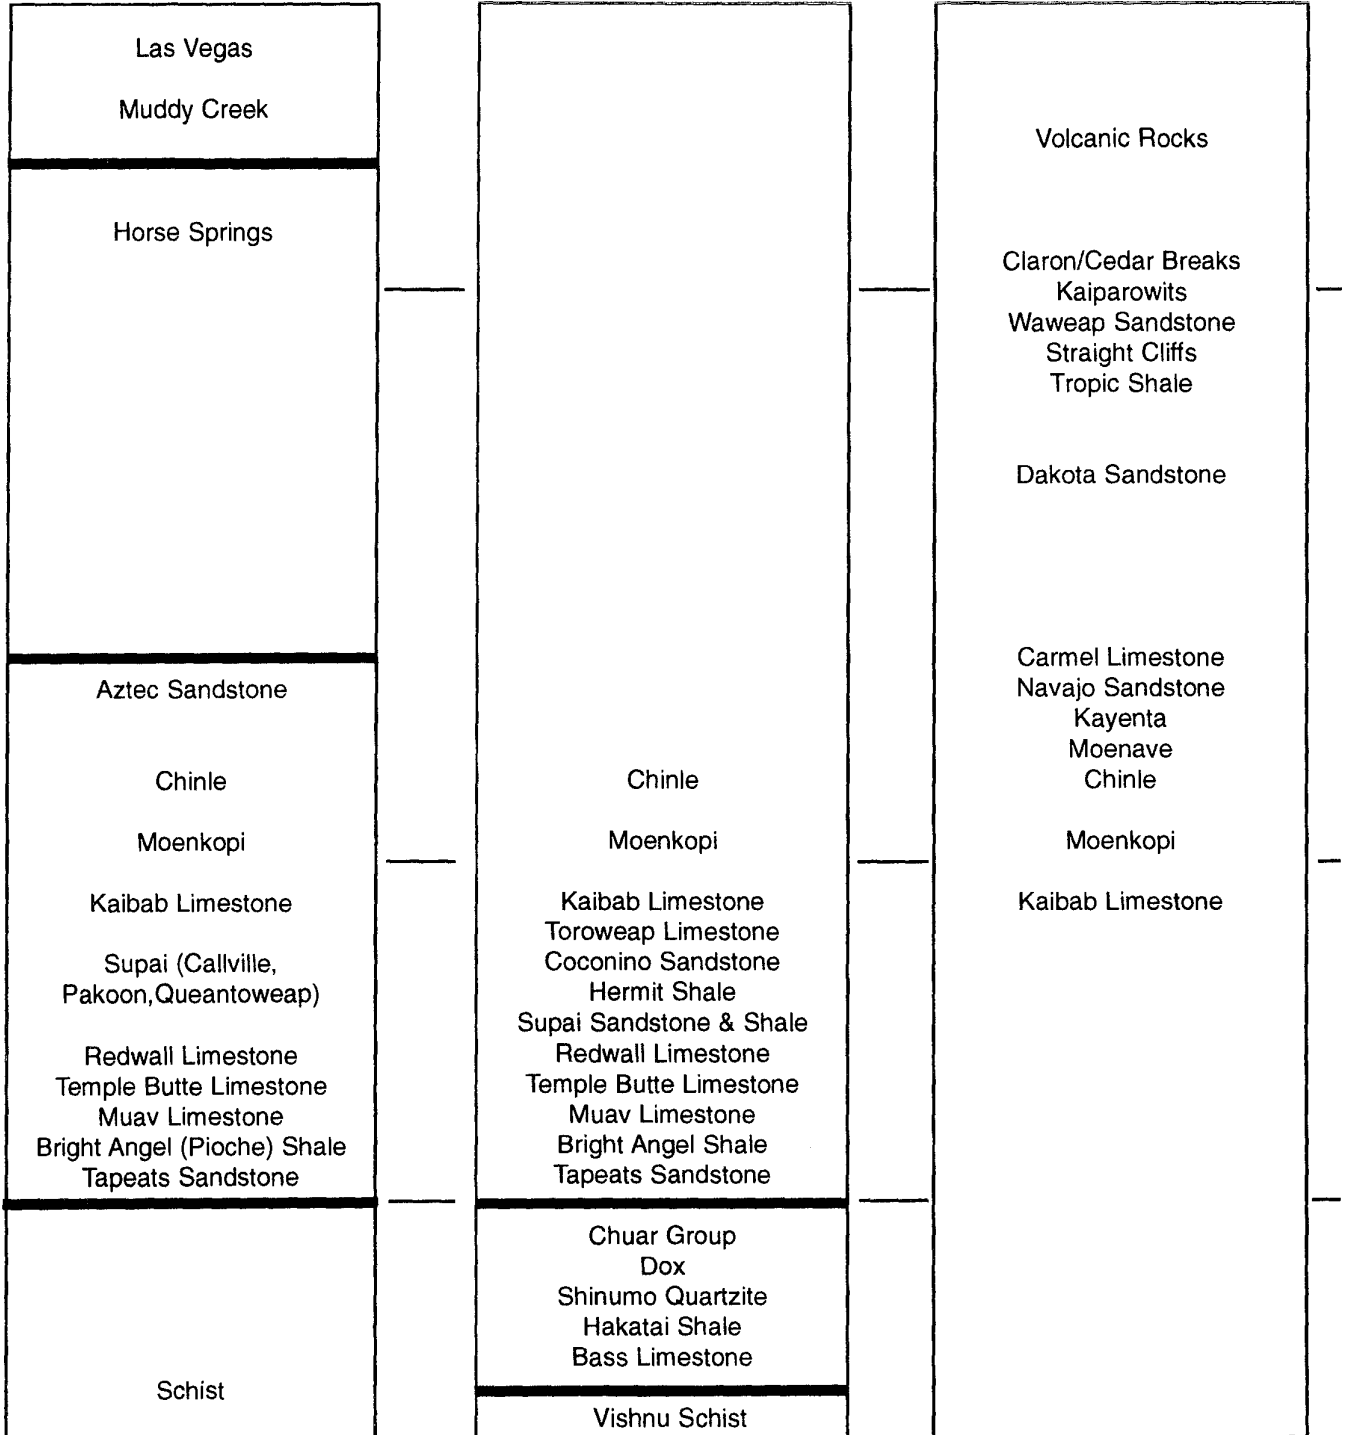 Las Vegas
Muddy Creek
Horse Springs
Aztec Sandstone
Chinle
Moenkopi
Kaibab Limestone
Supai (Callville,
Pakoon,Queantoweap)
Redwall Limestone
Temple Butte Limestone
Muav Limestone
Bright Angel (Pioche) Shale
Tapeats Sandstone
Schist
Chinle
Moenkopi
Kaibab Limestone
Toroweap Limestone
Coconino Sandstone
Hermit Shale
Supai Sandstone & Shale
Redwall Limestone
Temple Butte Limestone
Muav Limestone
Bright Angel Shale
Tapeats Sandstone
Chuar Group
Dox
Shinumo Quartzite
Hakatai Shale
Bass Limestone
Vishnu Schist
Volcanic Rocks
Claron/Cedar Breaks
Kaiparowits
Waweap Sandstone
Straight Cliffs
Tropic Shale
Dakota Sandstone
Carmel Limestone
Navajo Sandstone
Kayenta
Moenave
Chinle
Moenkopi
Kaibab Limestone